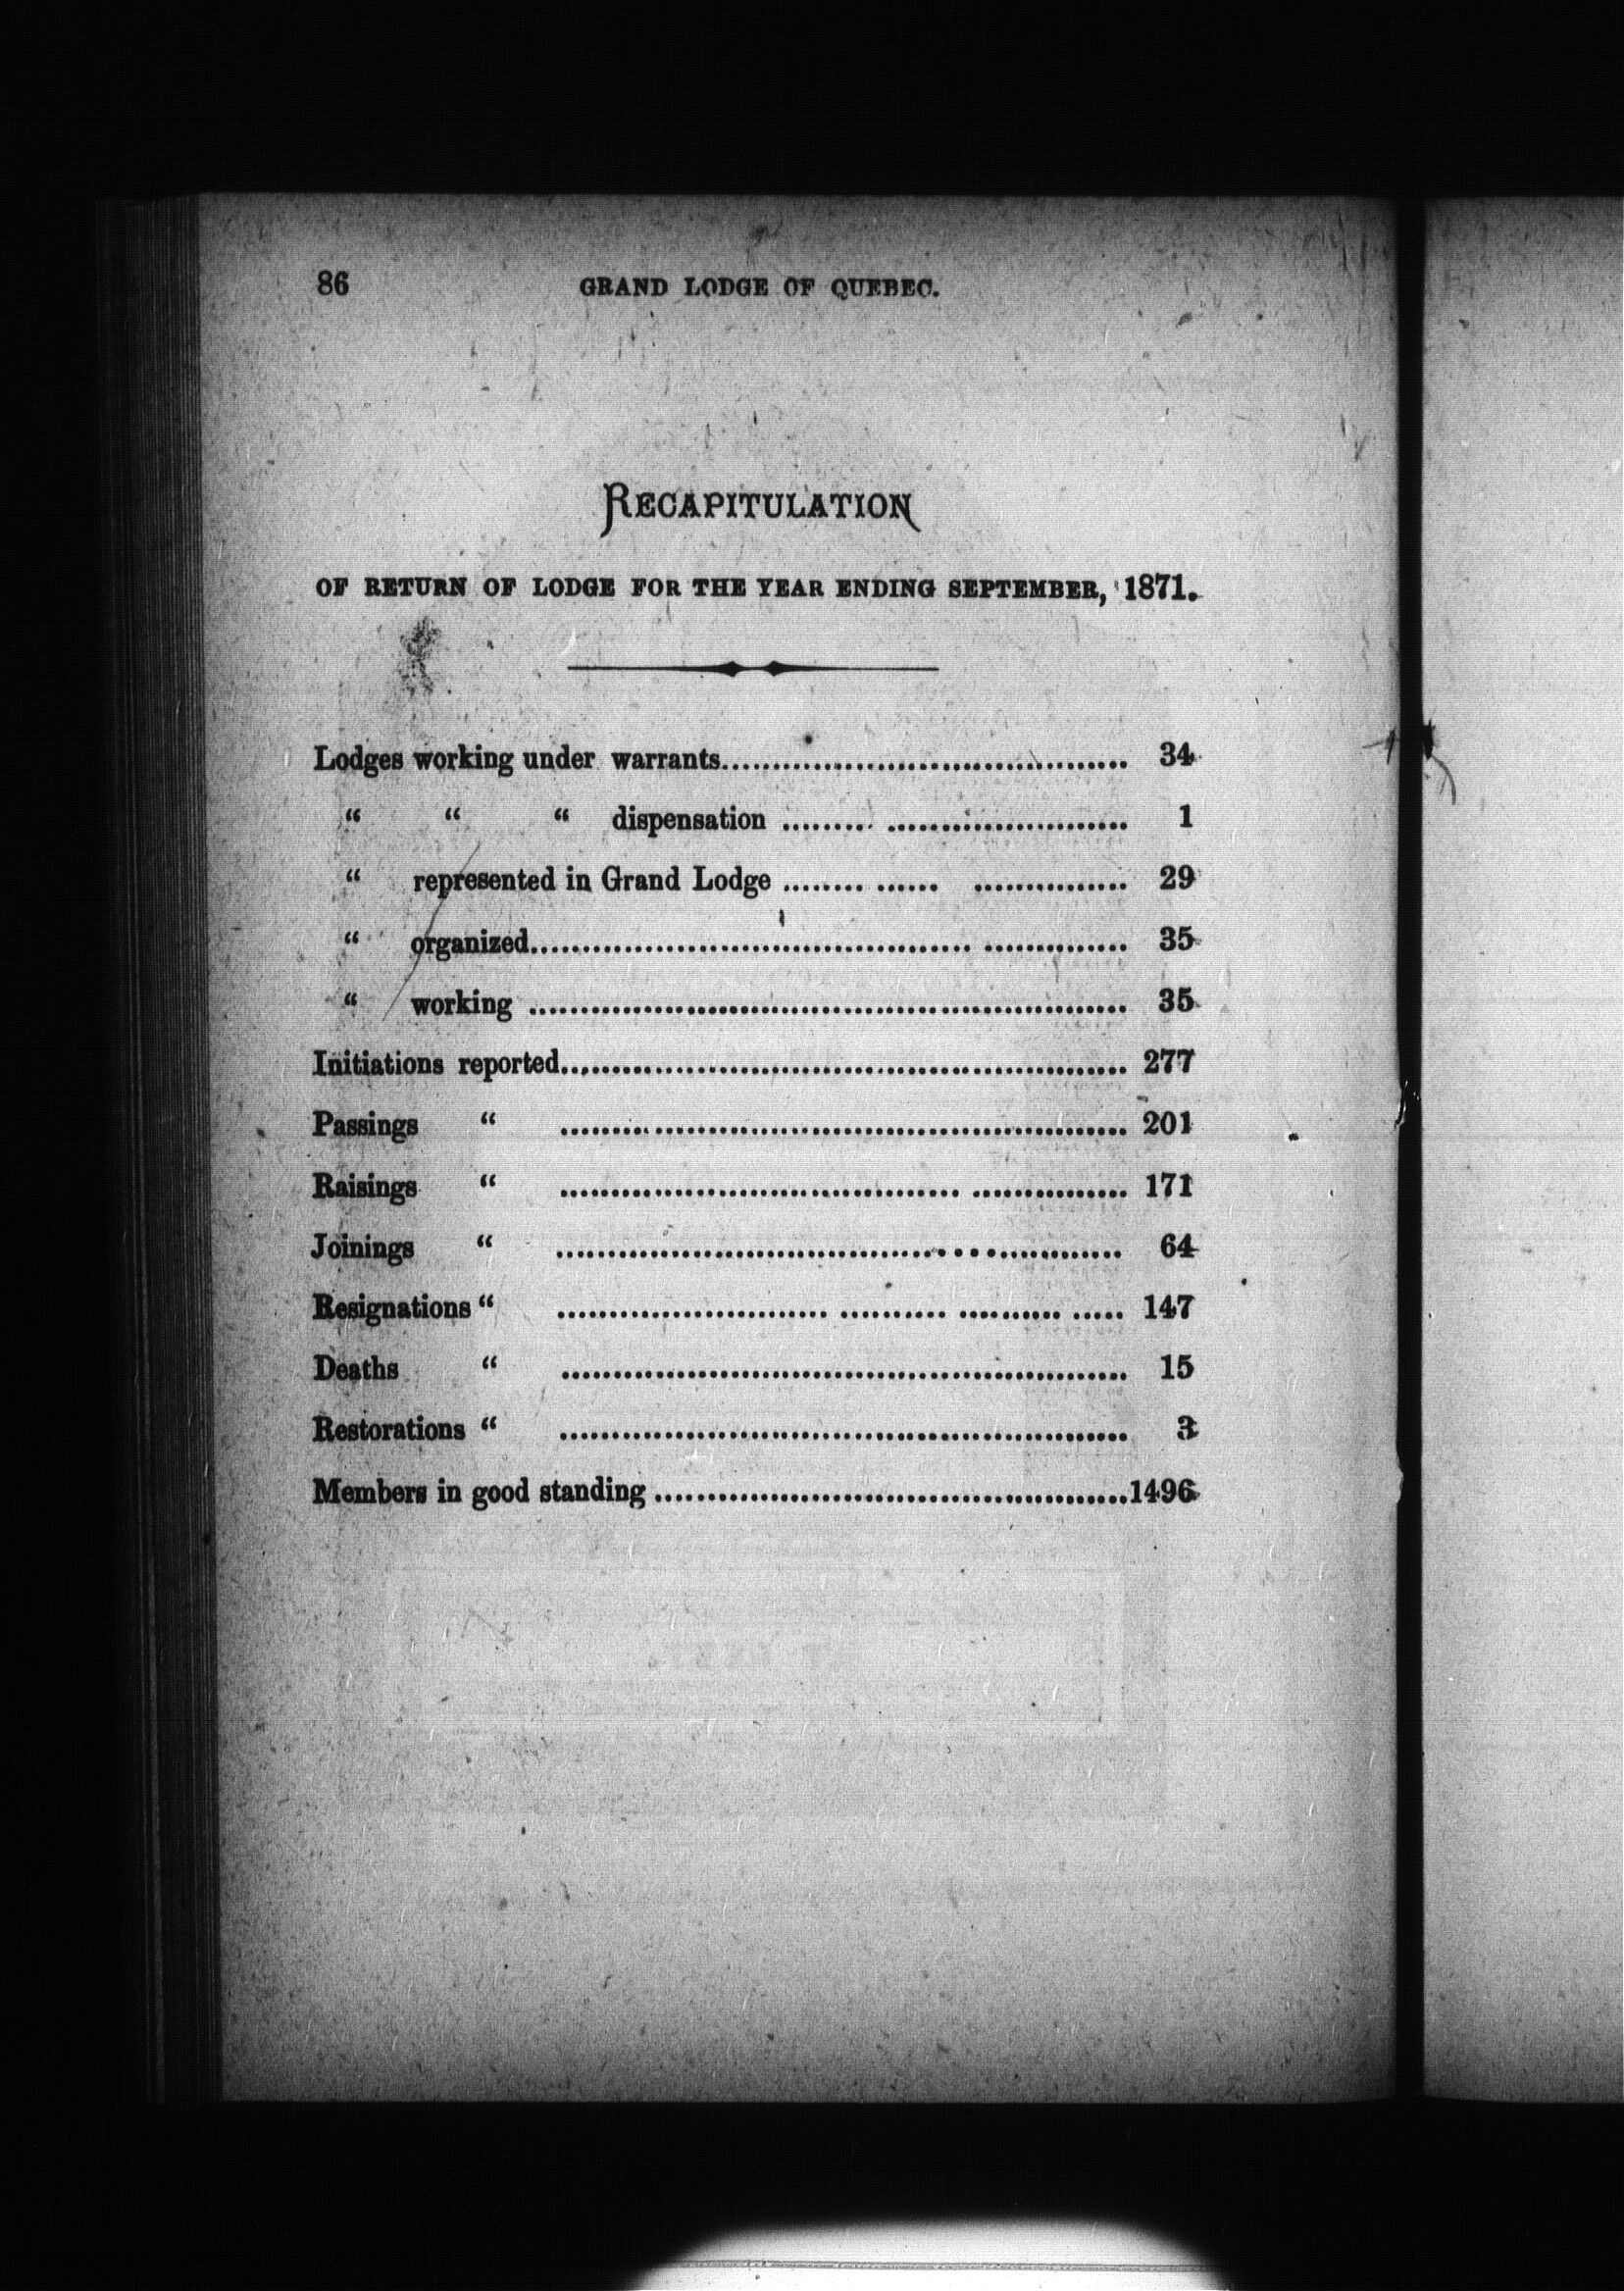 86 GRAND LODGE OF QUEBEC.
RECAPITULATION
OF RETURN OF LODGE FOR THE YEAR ENDING SEPTEMBER, 1871.
Lodges working under warrants........................................ 34
“ “ “ dispensation ......... ....................... 1
“ represented in Grand Lodge ........ ...... ............... 29
“ organized.......................................... .............. 35
“ working .......................................................... 35
Initiations reported....................................................... 277
Passings “ ....................................................... 201
Raisings “ ...................................... ............... 171
Joinings “ ....................................................... 64
Resignations “ .......................... .......... .......... ..... 147
Deaths “ ....................................................... 15
Restorations “ ....................................................... 3
Members in good standing ..............................................1496